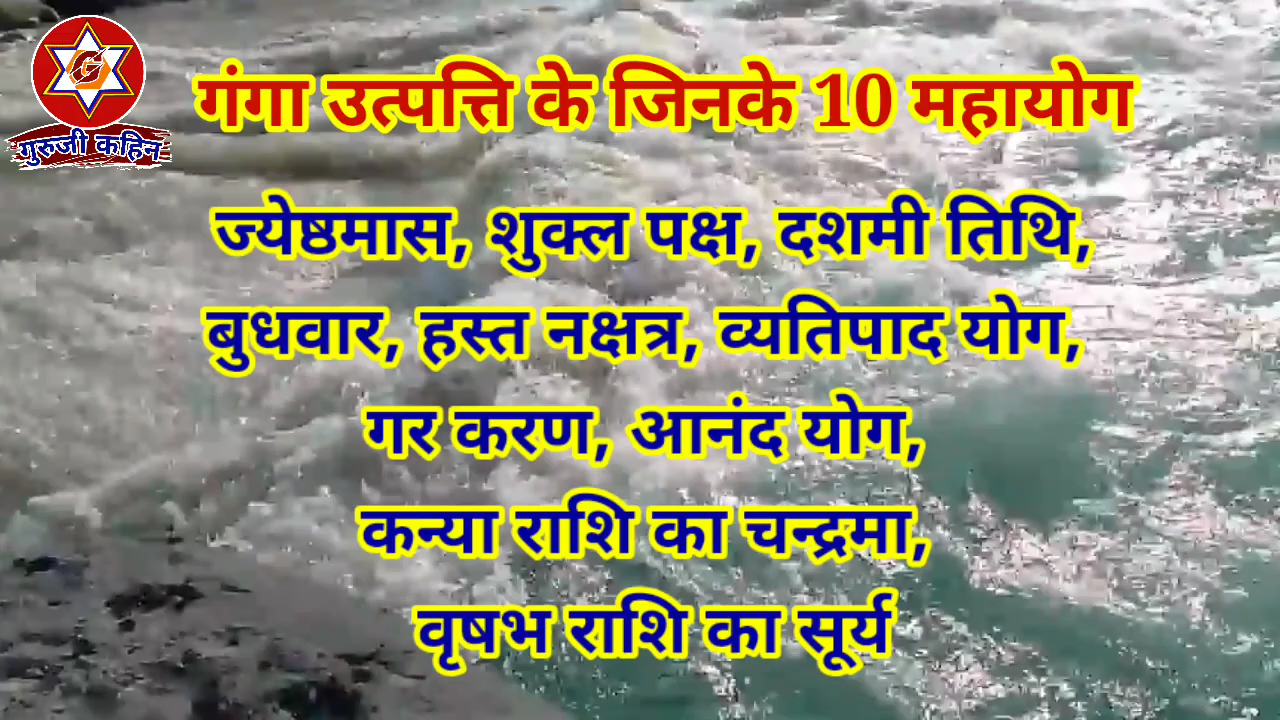 गंगा उत्पत्ति के जिनके 10 महायोग
ज्येष्ठमास, शुक्ल पक्ष, दशमी तिथि,
बुधवार, हस्त नक्षत्र, व्यतिपाद योग,
गर करण, आनंद योग,
कन्या राशि का चन्द्रमा,
वृषभ राशि का सूर्य
G
गुरुजी कहिन